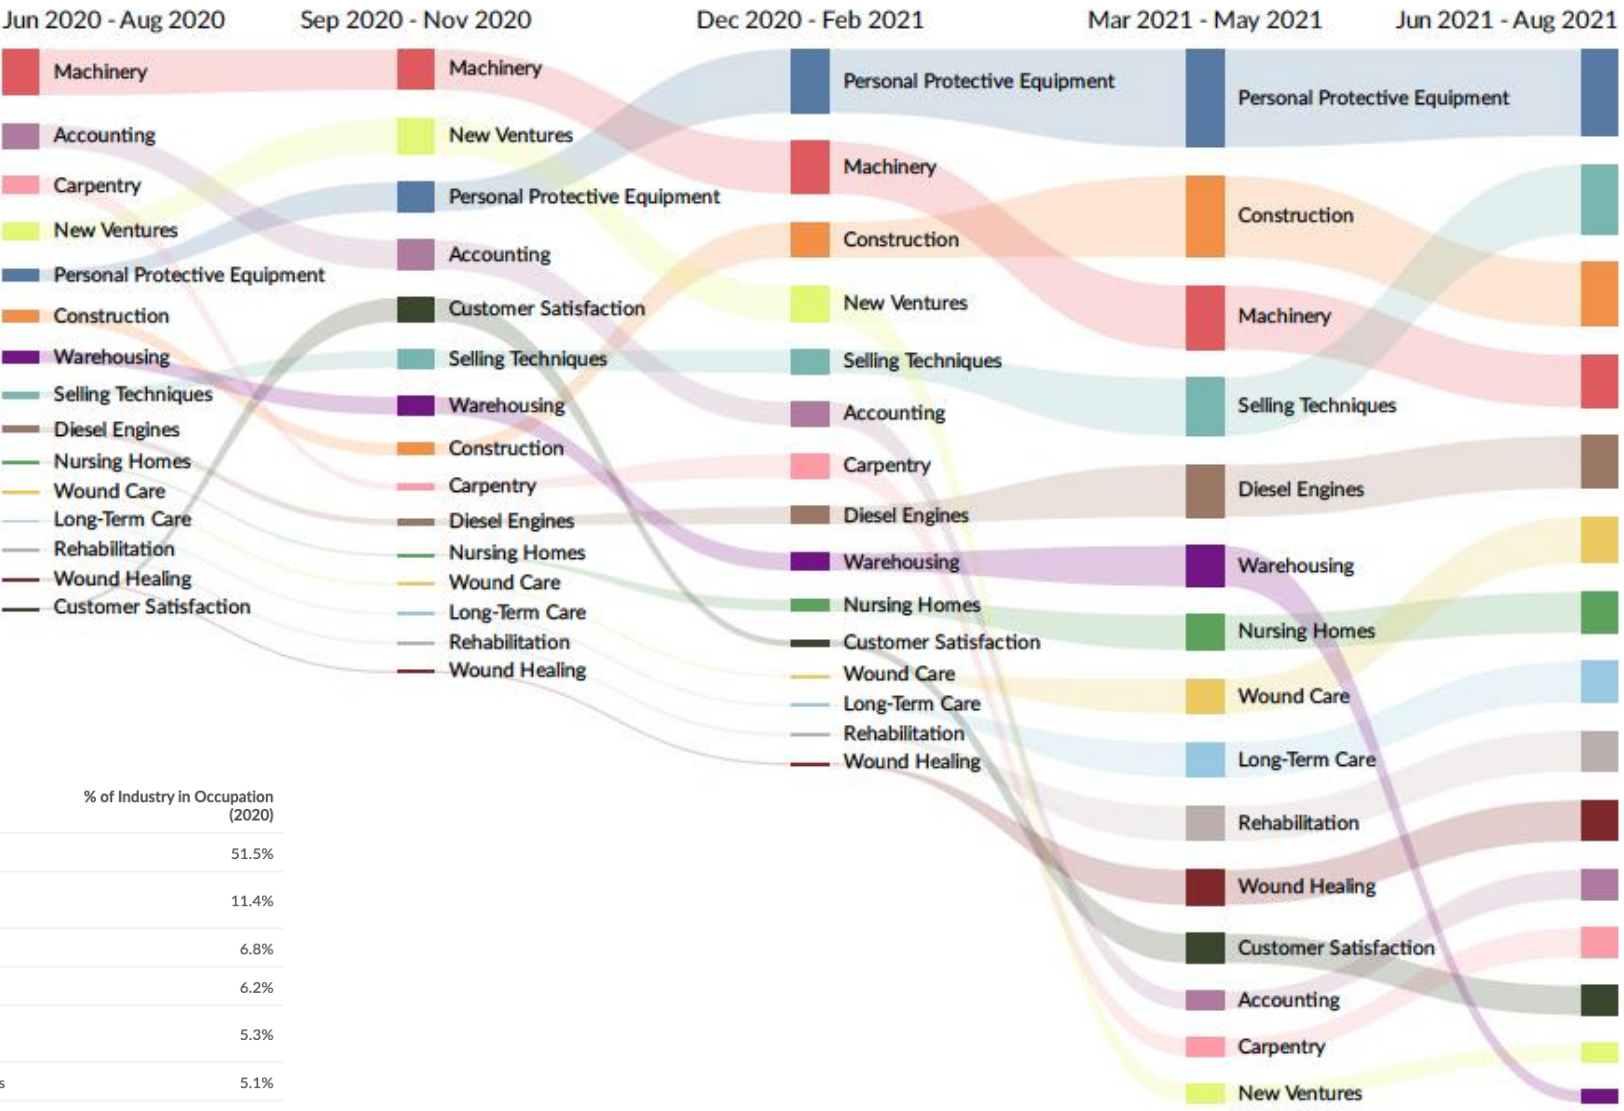 Jun 2020 - Aug 2020
Sep 2020 - Nov 2020
Dec 2020 - Feb 2021
Mar 2021 - May 2021
Jun 2021 - Aug 2021
Machinery
Accounting
Carpentry
New Ventures
Personal Protective Equipment
Construction
Warehousing
Selling Techniques
Diesel Engines
Nursing Homes
Wound Care
Long-Term Care
Rehabilitation
Wound Healing
Customer Satisfaction
Machinery
New Ventures
Personal Protective Equipment
Accounting
Customer Satisfaction
Selling Techniques
Warehousing
Construction
Carpentry
Diesel Engines
Nursing Homes
Wound Care
Long-Term Care
Rehabilitation
Wound Healing
Personal Protective Equipment
Machinery
Construction
New Ventures
Selling Techniques
Accounting
Carpentry
Diesel Engines
Warehousing
Nursing Homes
Customer Satisfaction
Wound Care
Long-Term Care
Rehabilitation
Wound Healing
Personal Protective Equipment
Construction
Machinery
Selling Techniques
Diesel Engines
Warehousing
Nursing Homes
Wound Care
Long-Term Care
Rehabilitation
Wound Healing
Customer Satisfaction
Accounting
Carpentry
New Ventures
% of Industry in Occupation
(2020)
51.5%
11.4%
6.8%
6.2%
5.3%
s 5.1%